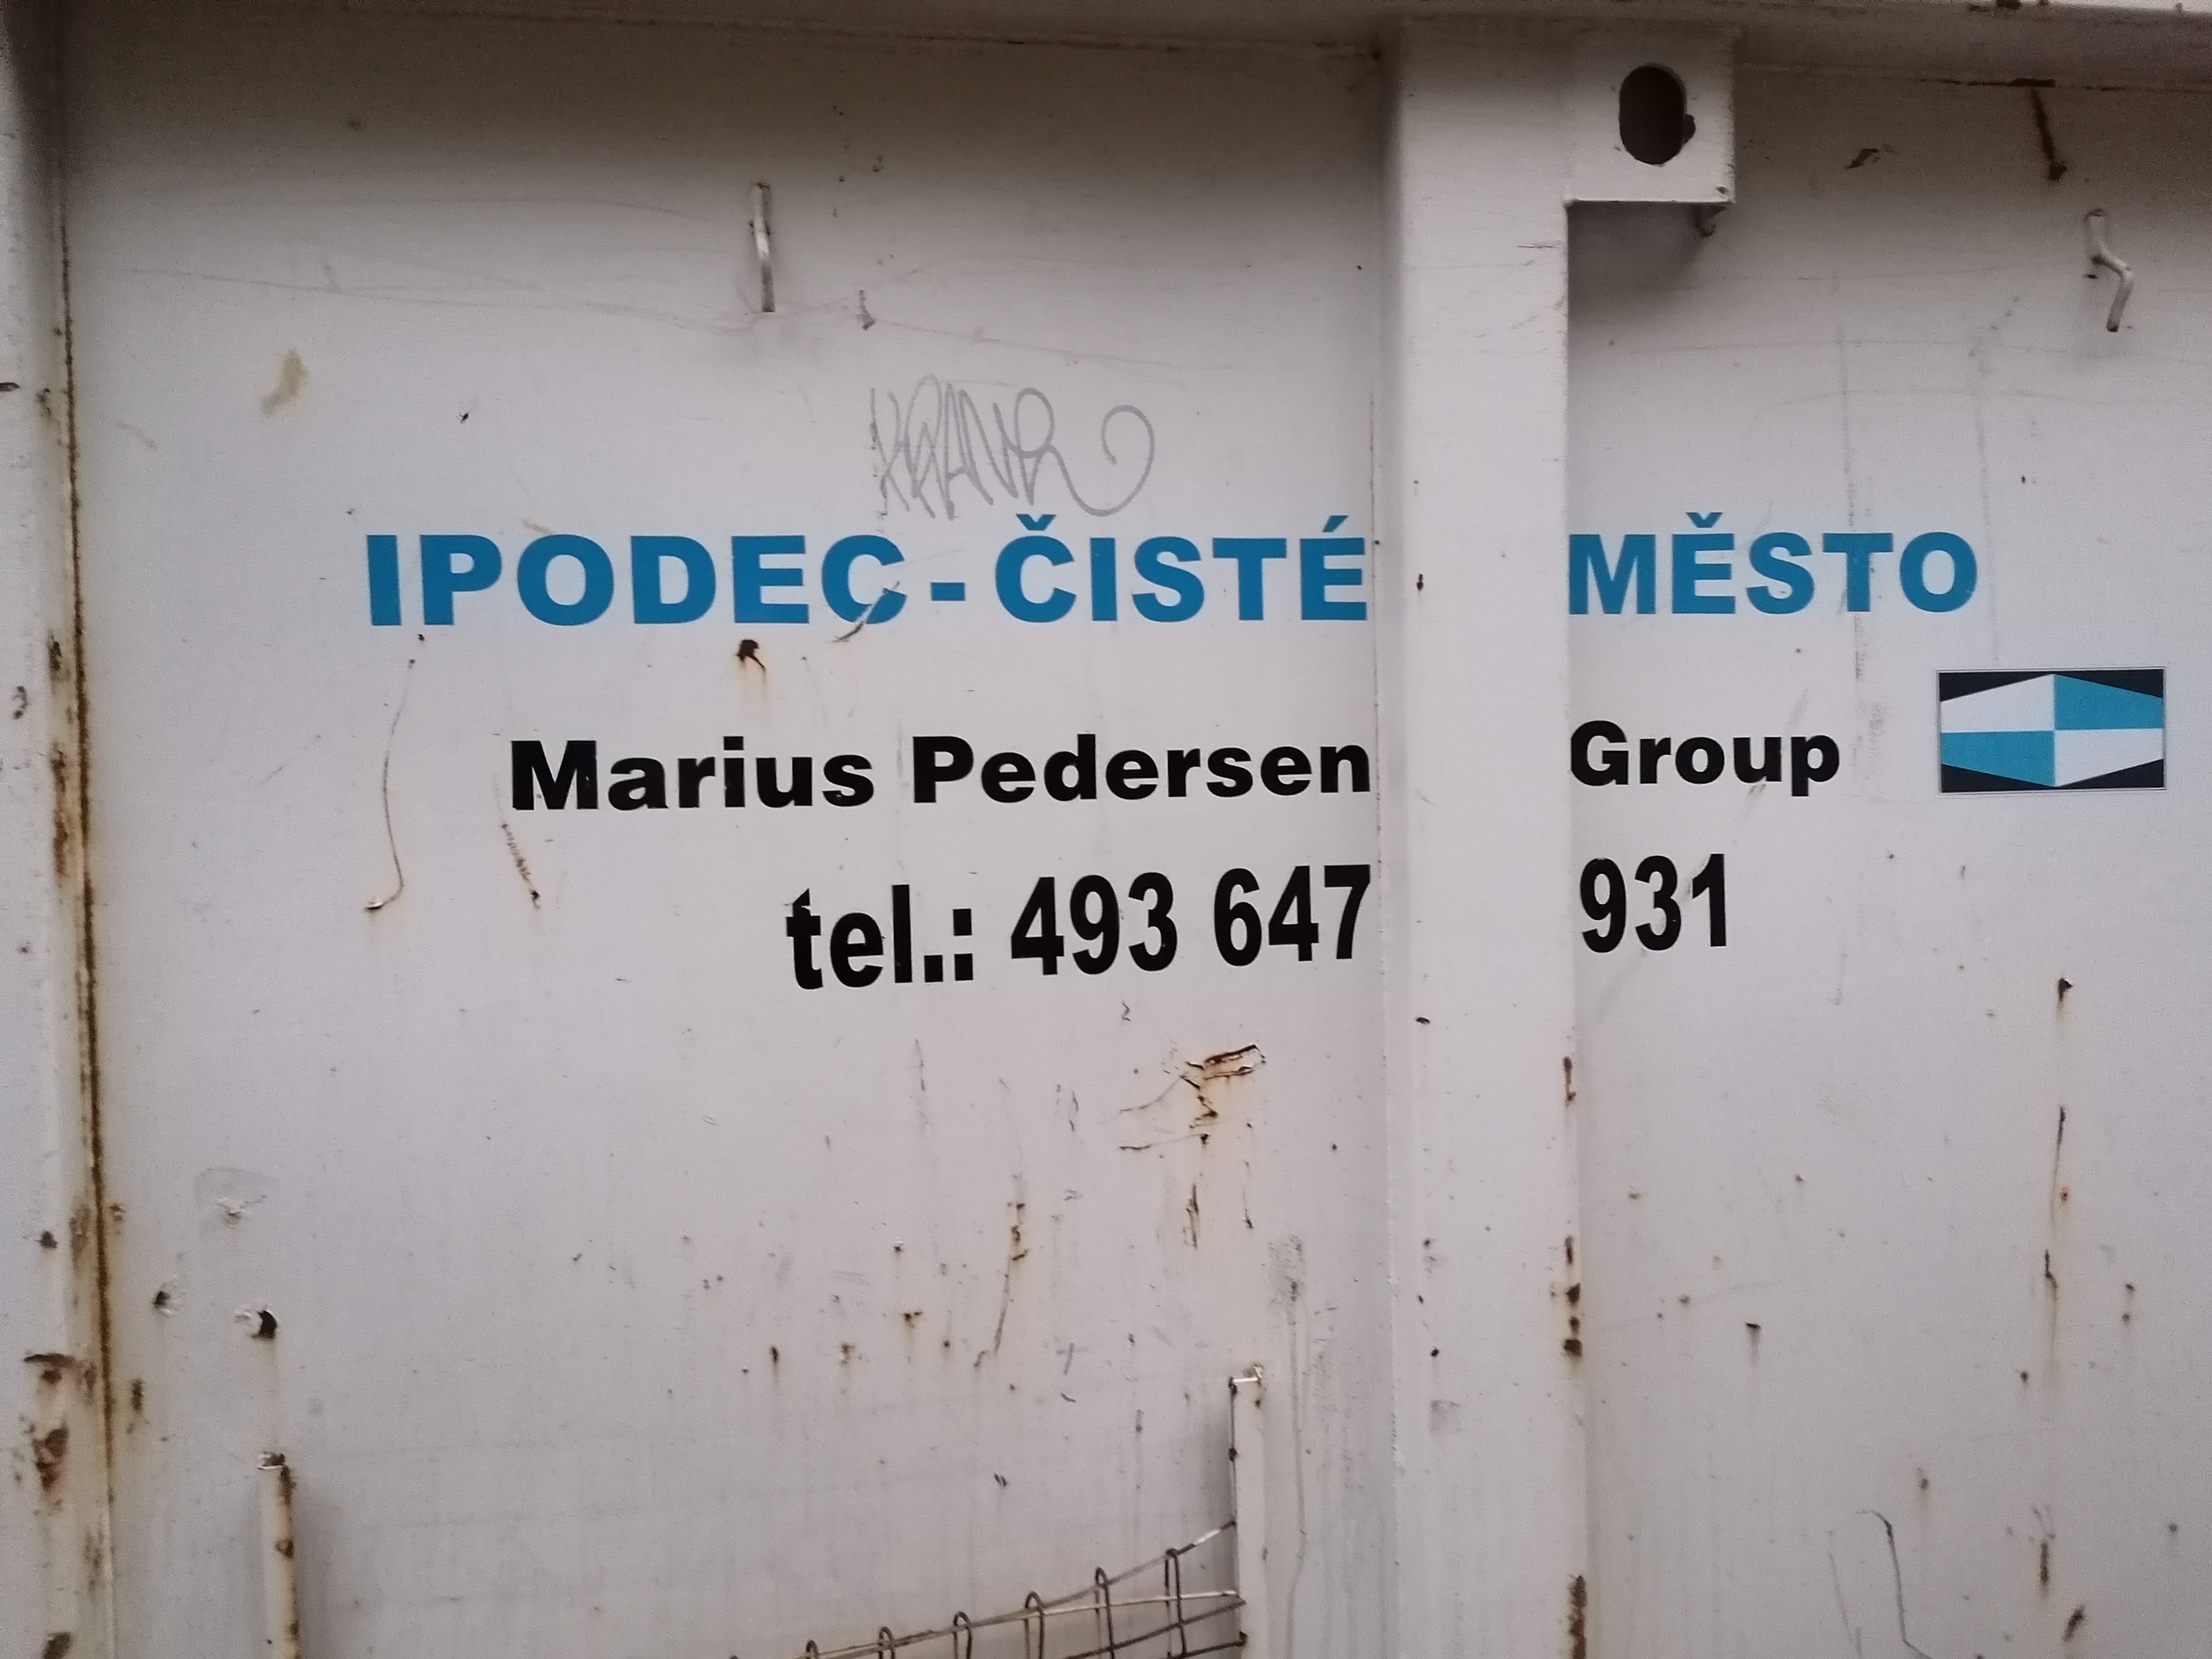 IPODEC - ČISTÉ MĚSTO
Marius Pedersen Group
tel.: 493 647 931